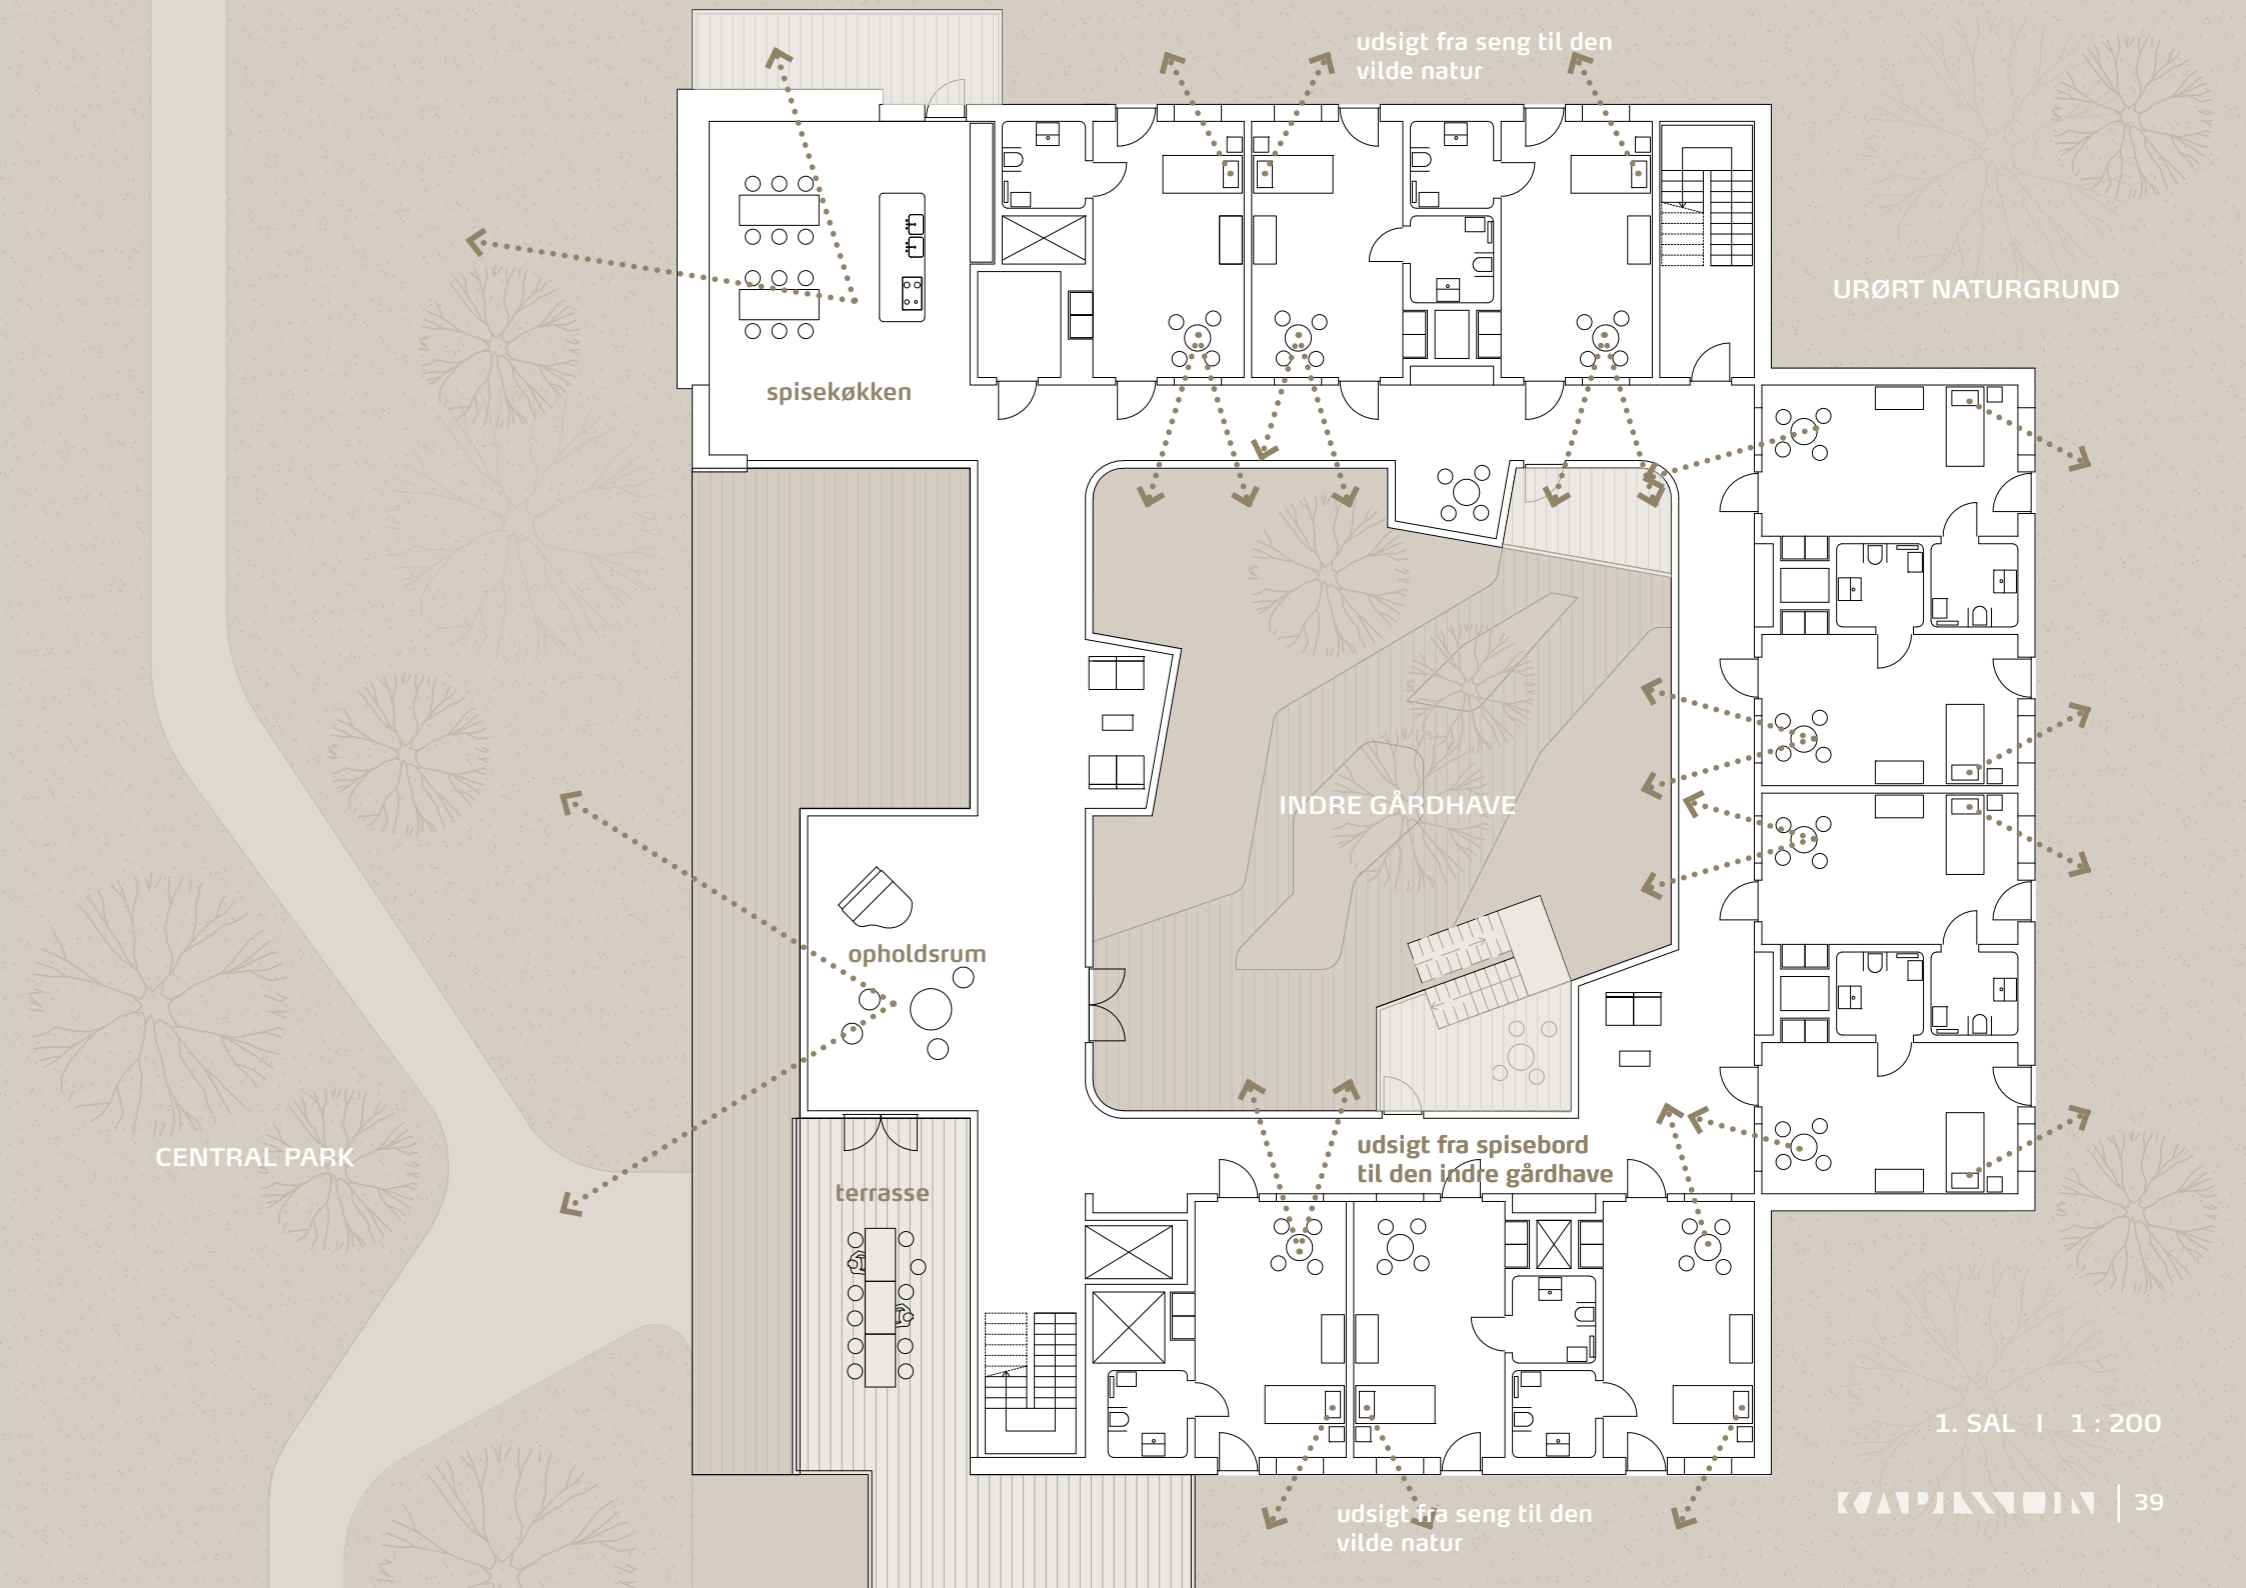 udsigt fra seng til den
vilde natur
URØRT NATURGRUND
spisekøkken
INDRE GÅRDHAVE
opholdsrum
CENTRAL PARK
udsigt fra spisebord
til den indre gårdhave
terrasse
1. SAL I 1 : 200
udsigt fra seng til den
vilde natur
39